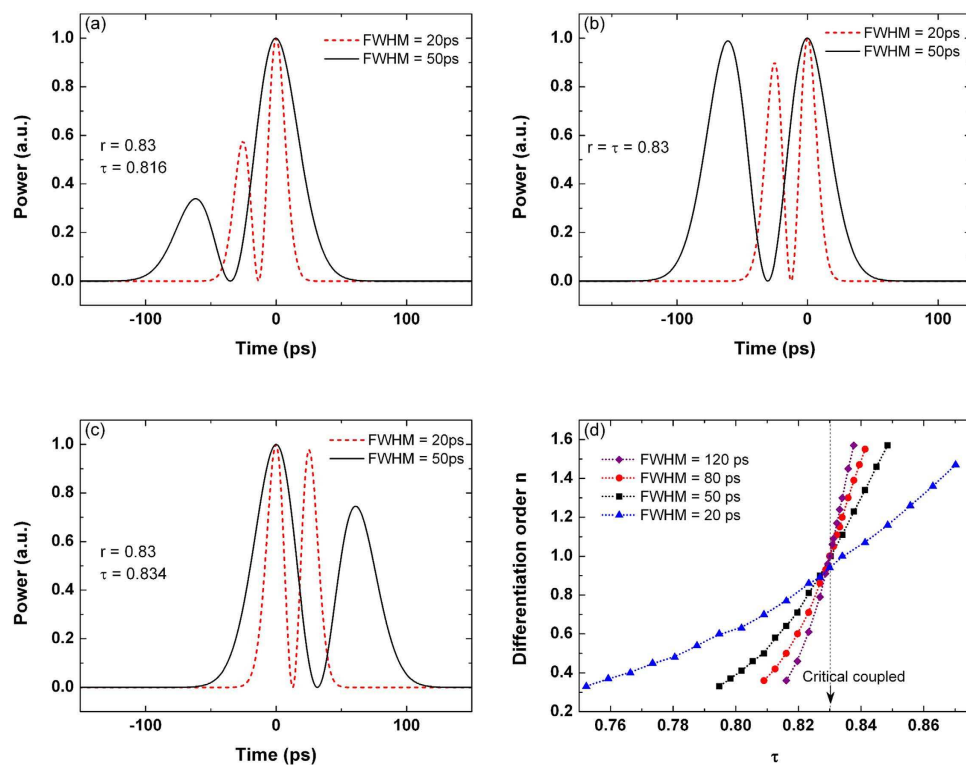 (a)
FWHM = 20ps
FWHM = 50ps
r = 0.83
τ = 0.816
Power (a.u.)
1.0
0.8
0.6
0.4
0.2
0.0
-100
0
100
Time (ps)
(b)
FWHM = 20ps
FWHM = 50ps
r = τ = 0.83
Power (a.u.)
1.0
0.8
0.6
0.4
0.2
0.0
-100
0
100
Time (ps)
(c)
FWHM = 20ps
FWHM = 50ps
r = 0.83
τ = 0.834
Power (a.u.)
1.0
0.8
0.6
0.4
0.2
0.0
-100
0
100
Time (ps)
(d)
FWHM = 120 ps
FWHM = 80 ps
FWHM = 50 ps
FWHM = 20 ps
Critical coupled
Differentiation order n
1.6
1.4
1.2
1.0
0.8
0.6
0.4
0.2
0.76
0.80
0.84
0.86
τ